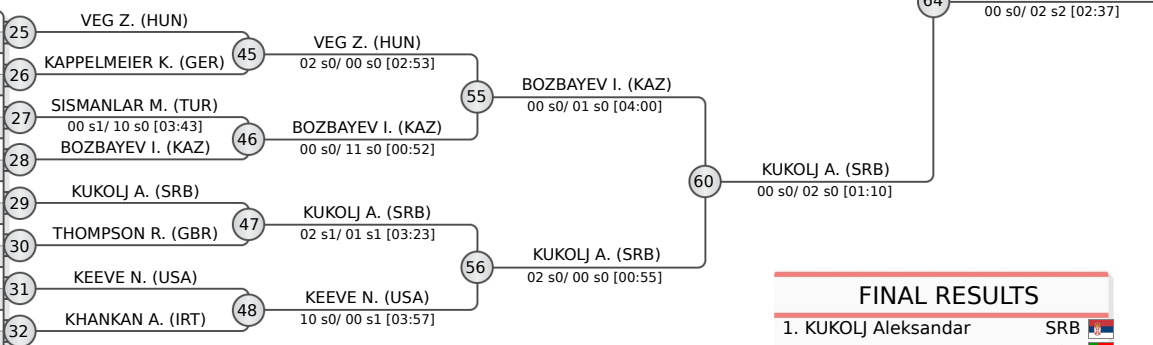 64
00 s0/ 02 s2 [02:37]
25
VEG Z. (HUN)
45
VEG Z. (HUN)
02 s0/ 00 s0 [02:53]
26
KAPPELMEIER K. (GER)
55
BOZBAYEV I. (KAZ)
00 s0/ 01 s0 [04:00]
27
SISMANLAR M. (TUR)
00 s1/ 10 s0 [03:43]
46
BOZBAYEV I. (KAZ)
00 s0/ 11 s0 [00:52]
28
BOZBAYEV I. (KAZ)
60
KUKOLJ A. (SRB)
00 s0/ 02 s0 [01:10]
29
KUKOLJ A. (SRB)
47
KUKOLJ A. (SRB)
02 s1/ 01 s1 [03:23]
30
THOMPSON R. (GBR)
56
KUKOLJ A. (SRB)
02 s0/ 00 s0 [00:55]
31
KEEVE N. (USA)
48
KEEVE N. (USA)
10 s0/ 00 s1 [03:57]
32
KHANKAN A. (IRT)
FINAL RESULTS
1. KUKOLJ Aleksandar SRB